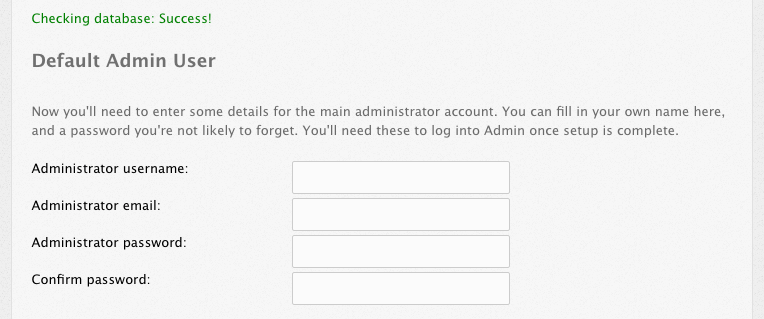 Checking database: Success!
Default Admin User
Now you'll need to enter some details for the main administrator account. You can fill in your own name here,
and a password you're not likely to forget. You'll need these to log into Admin once setup is complete.
Administrator username:
Administrator email:
Administrator password:
Confirm password: